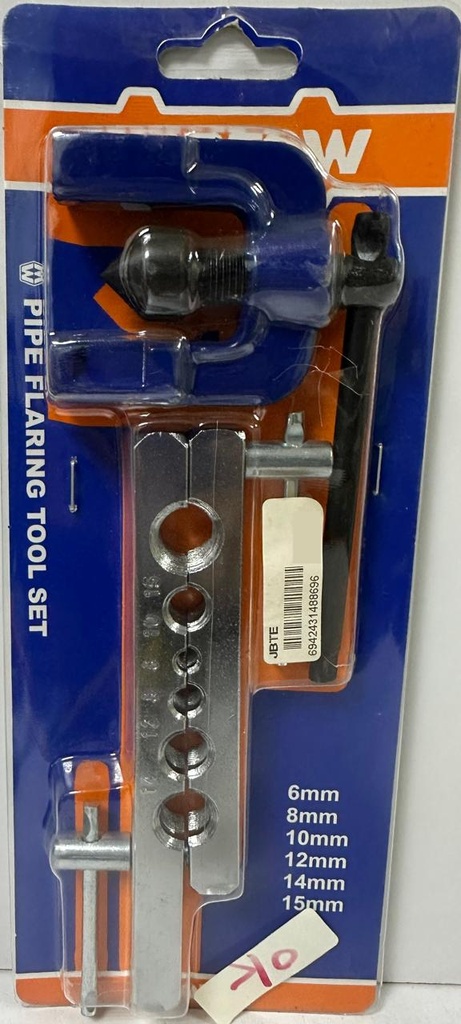 PIPE FLARING TOOL SET
JBTE
6942431488696
6mm
8mm
10mm
12mm
14mm
15mm
OK